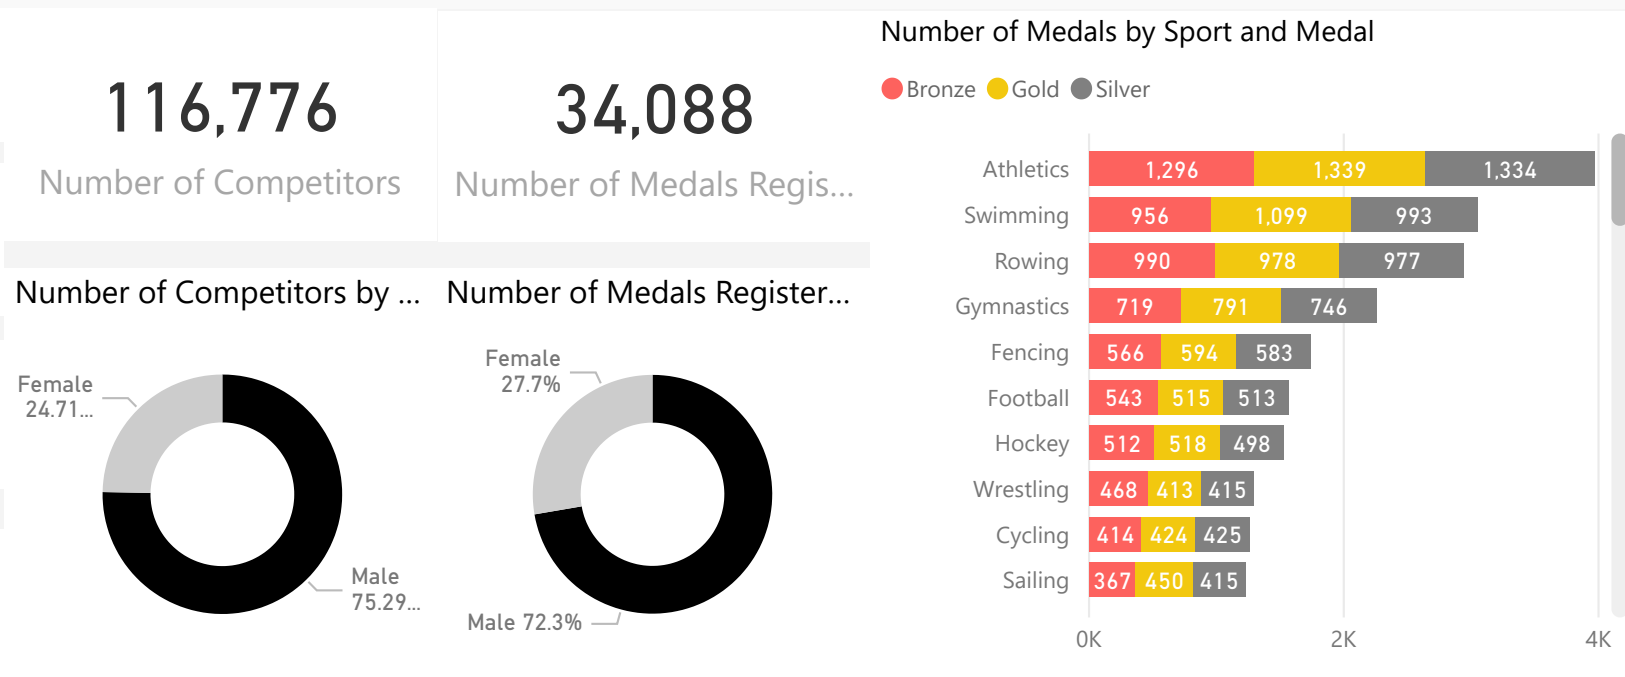 116,776
Number of Competitors
34,088
Number of Medals Regis...
Number of Competitors by ...
Female
24.71...
Male
75.29...
Number of Medals Register...
Female
27.7%
Male 72.3%
Number of Medals by Sport and Medal
Bronze Gold Silver
Athletics 1,296 1,339 1,334
Swimming 956 1,099 993
Rowing 990 978 977
Gymnastics 719 791 746
Fencing 566 594 583
Football 543 515 513
Hockey 512 518 498
Wrestling 468 413 415
Cycling 414 424 425
Sailing 367 450 415
0K 2K 4K